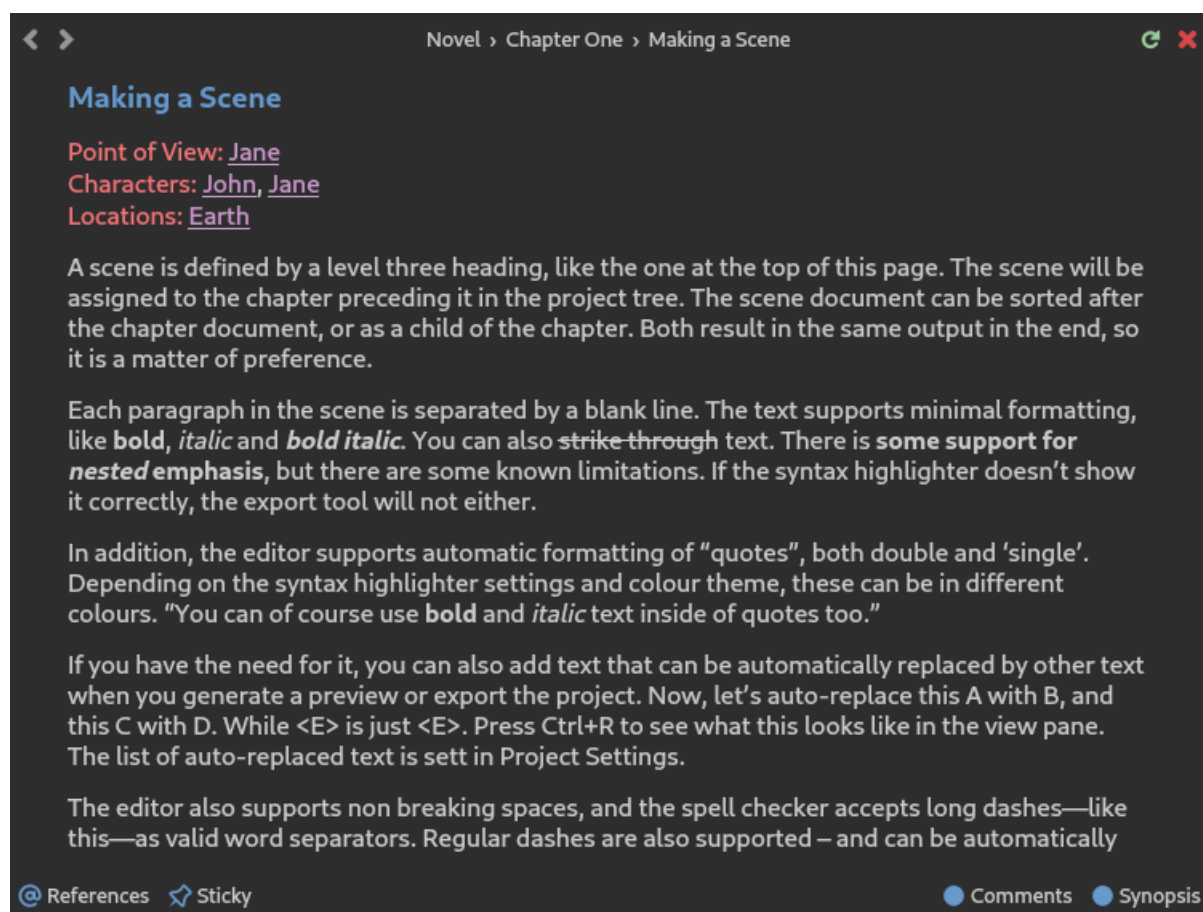 Novel › Chapter One › Making a Scene
Making a Scene
Point of View: Jane
Characters: John, Jane
Locations: Earth
A scene is defined by a level three heading, like the one at the top of this page. The scene will be
assigned to the chapter preceding it in the project tree. The scene document can be sorted after
the chapter document, or as a child of the chapter. Both result in the same output in the end, so
it is a matter of preference.
Each paragraph in the scene is separated by a blank line. The text supports minimal formatting,
like bold, italic and bold italic. You can also strike through text. There is some support for
nested emphasis, but there are some known limitations. If the syntax highlighter doesn’t show
it correctly, the export tool will not either.
In addition, the editor supports automatic formatting of “quotes”, both double and ‘single’.
Depending on the syntax highlighter settings and colour theme, these can be in different
colours. “You can of course use bold and italic text inside of quotes too.”
If you have the need for it, you can also add text that can be automatically replaced by other text
when you generate a preview or export the project. Now, let’s auto-replace this A with B, and
this C with D. While <E> is just <E>. Press Ctrl+R to see what this looks like in the view pane.
The list of auto-replaced text is sett in Project Settings.
The editor also supports non breaking spaces, and the spell checker accepts long dashes—like
this—as valid word separators. Regular dashes are also supported – and can be automatically
@ References Sticky Comments Synopsis